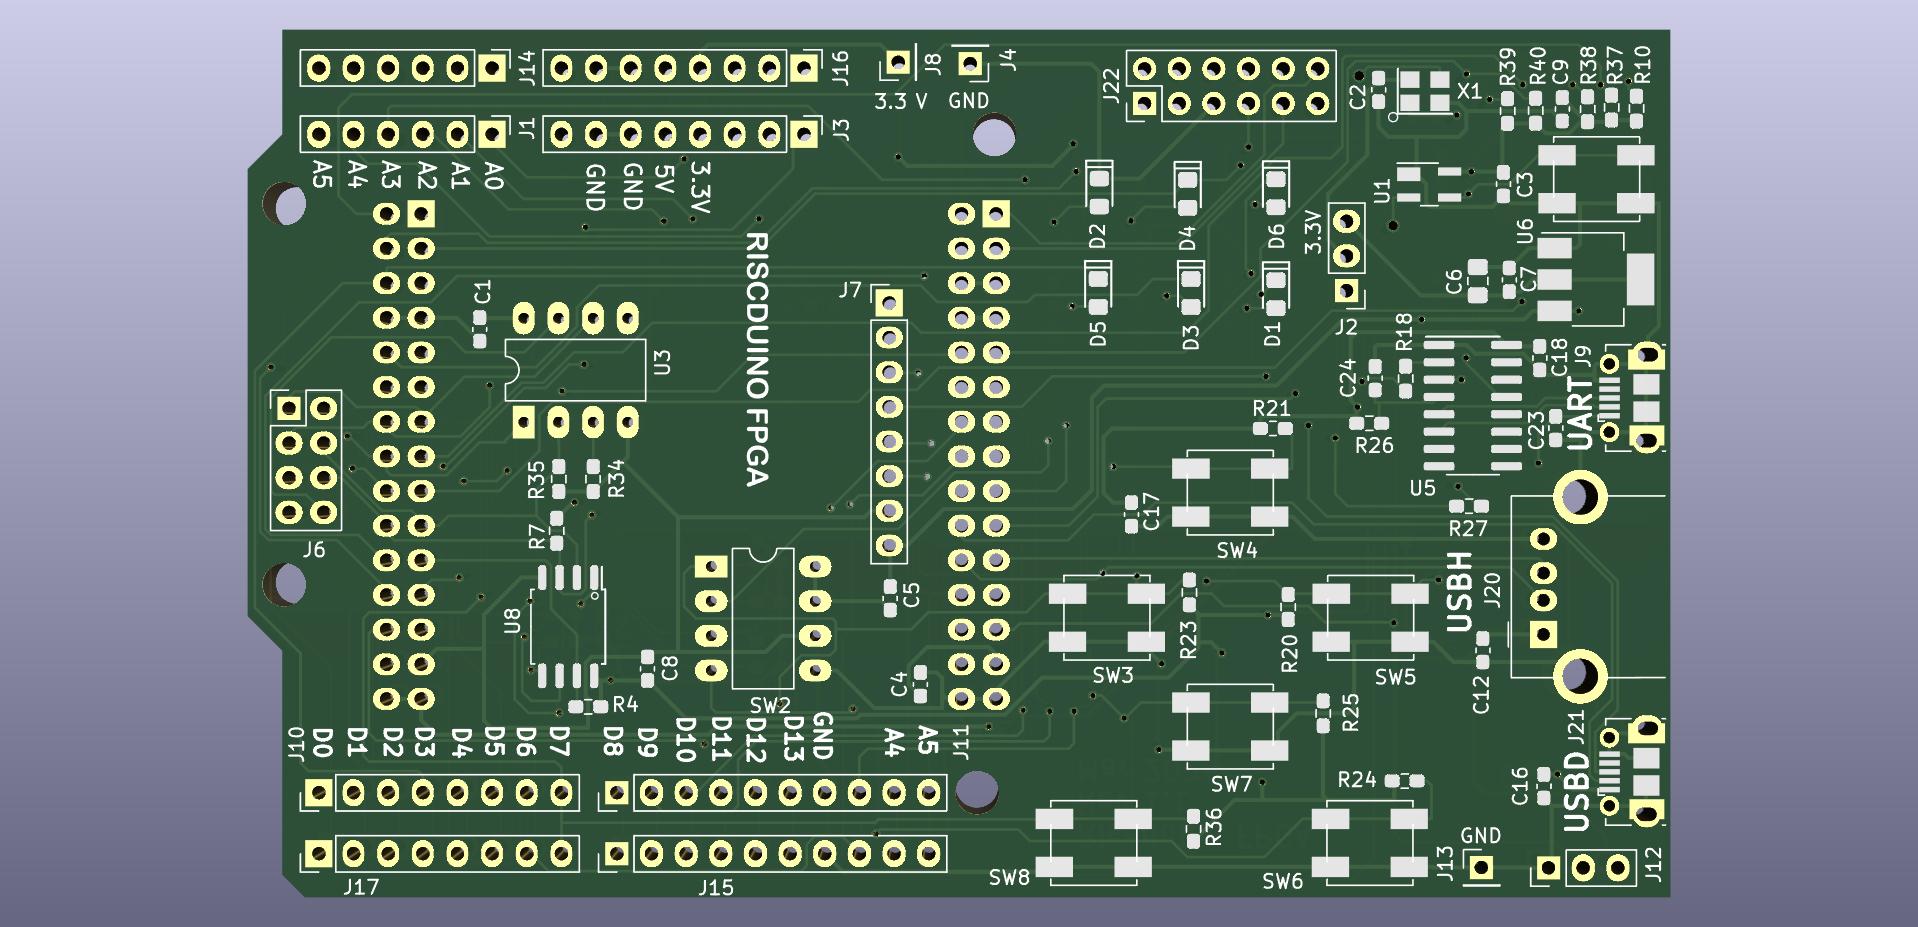 J14
J16
J8
J4
J22
C2
X1
R39
R40
C9
R38
R37
R10
3.3 V
GND
J1
J3
A5
A4
A3
A2
A1
A0
GND
GND
5V
3.3V
U1
C3
D2
D4
D6
3.3V
U6
RISCDUINO FPGA
C1
J7
C6
C7
D5
D3
D1
J2
R18
U3
C18
J9
C24
R21
UART
R26
C23
R35
R34
U5
J6
R7
C17
SW4
R27
USBH
J20
U8
C5
R23
R20
C8
C4
SW3
SW5
C12
R4
SW2
R25
J21
J10
D0
D1
D2
D3
D4
D5
D6
D7
D8
D9
D10
D11
D12
D13
GND
A4
A5
J11
SW7
R24
C16
USBD
R36
GND
J17
J15
SW8
SW6
J13
J12